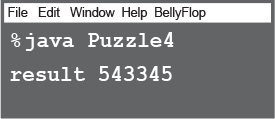 File Edit Window Help BellyFlop
%java Puzzle4
result 543345